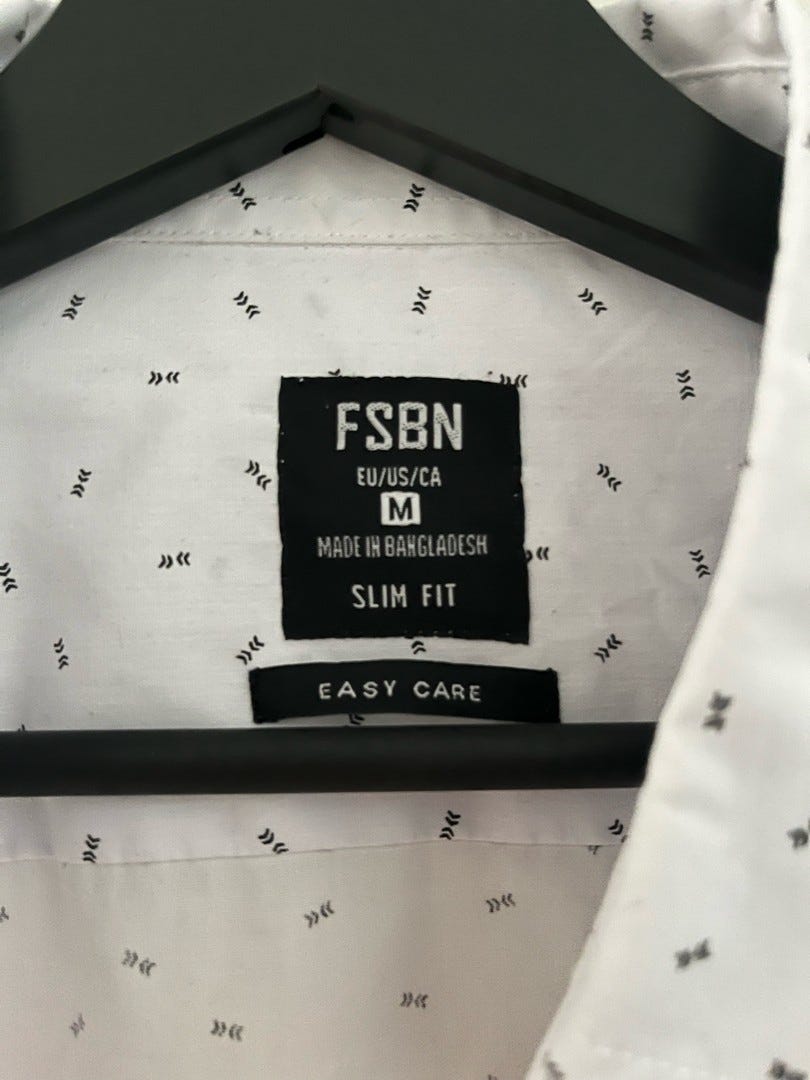 FSBN
EU/US/CA
M
MADE IN BANGLADESH
SLIM FIT
EASY CARE